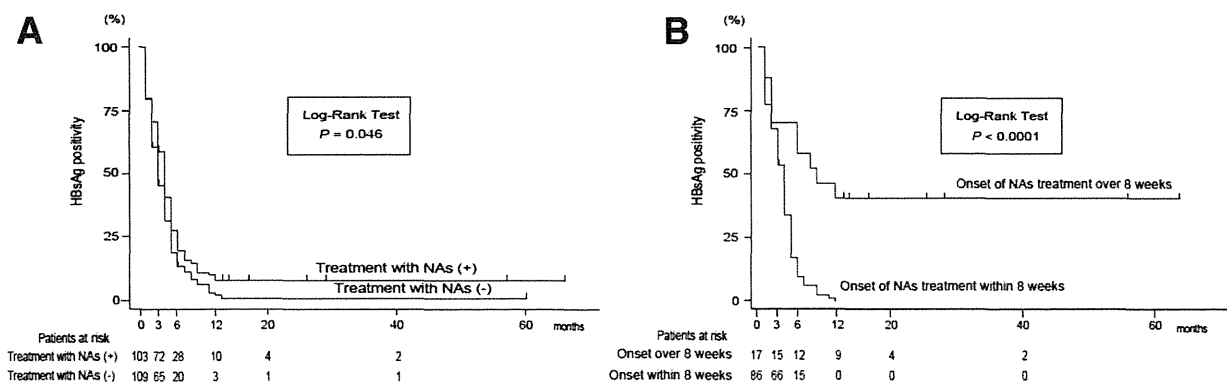 A
(%)
100
75
50
25
0
HBsAg positivity
Log-Rank Test
P = 0.046
Treatment with NAs (+)
Treatment with NAs (-)
0 3 6 12 20 40 60 months
Patients at risk
Treatment with NAs (+) 103 72 28 10 4 2
Treatment with NAs (-) 109 65 20 3 1 1
B
(%)
100
75
50
25
0
HBsAg positivity
Log-Rank Test
P < 0.0001
Onset of NAs treatment over 8 weeks
Onset of NAs treatment within 8 weeks
0 3 6 12 20 40 60 months
Patients at risk
Onset over 8 weeks 17 15 12 9 4 2
Onset within 8 weeks 86 66 15 0 0 0